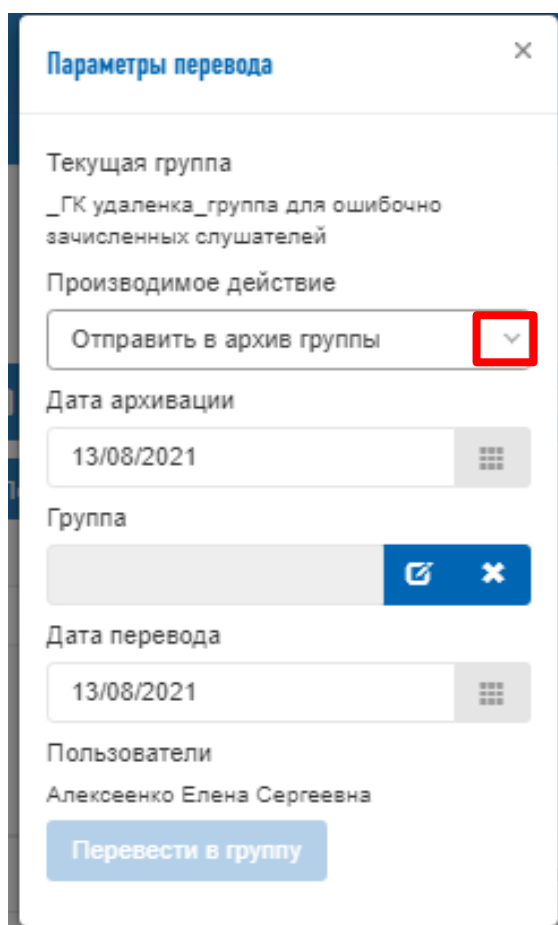 Параметры перевода
Текущая группа
_ГК удаленка_группа для ошибочно
зачисленных слушателей
Производимое действие
Отправить в архив группы
Дата архивации
13/08/2021
Группа
Дата перевода
13/08/2021
Пользователи
Алексеенко Елена Сергеевна
Перевести в группу